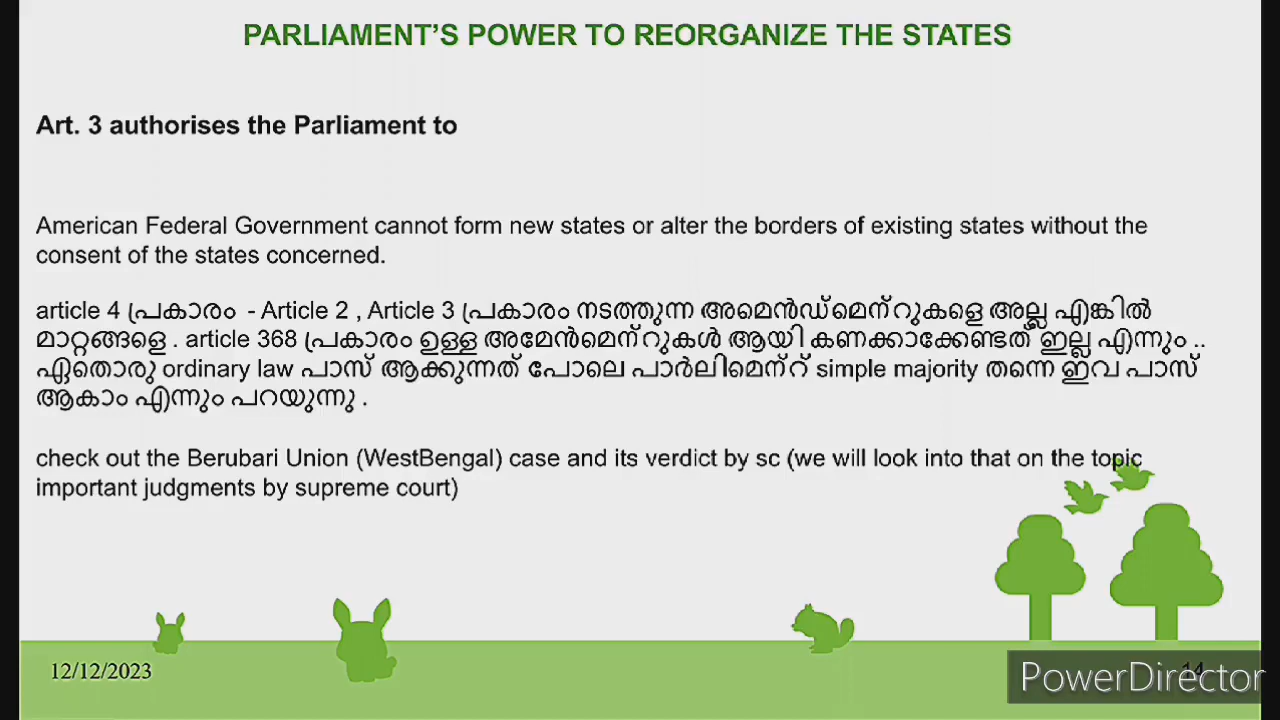 PARLIAMENT’S POWER TO REORGANIZE THE STATES
Art. 3 authorises the Parliament to
American Federal Government cannot form new states or alter the borders of existing states without the
consent of the states concerned.
article 4 പ്രകാരം - Article 2 , Article 3 പ്രകാരം നടത്തുന്ന അമെൻഡ്മെന്റുകളെ അല്ല എങ്കിൽ
മാറ്റങ്ങളെ . article 368 പ്രകാരം ഉള്ള അമേൻമെന്റുകൾ ആയി കണക്കാക്കേണ്ടത് ഇല്ല എന്നും ..
ഏതൊരു ordinary law പാസ് ആക്കുന്നത് പോലെ പാർലിമെന്റ് simple majority തന്നെ ഇവ പാസ്
ആകാം എന്നും പറയുന്നു .
check out the Berubari Union (WestBengal) case and its verdict by sc (we will look into that on the topic
important judgments by supreme court)
12/12/2023
14
PowerDirector